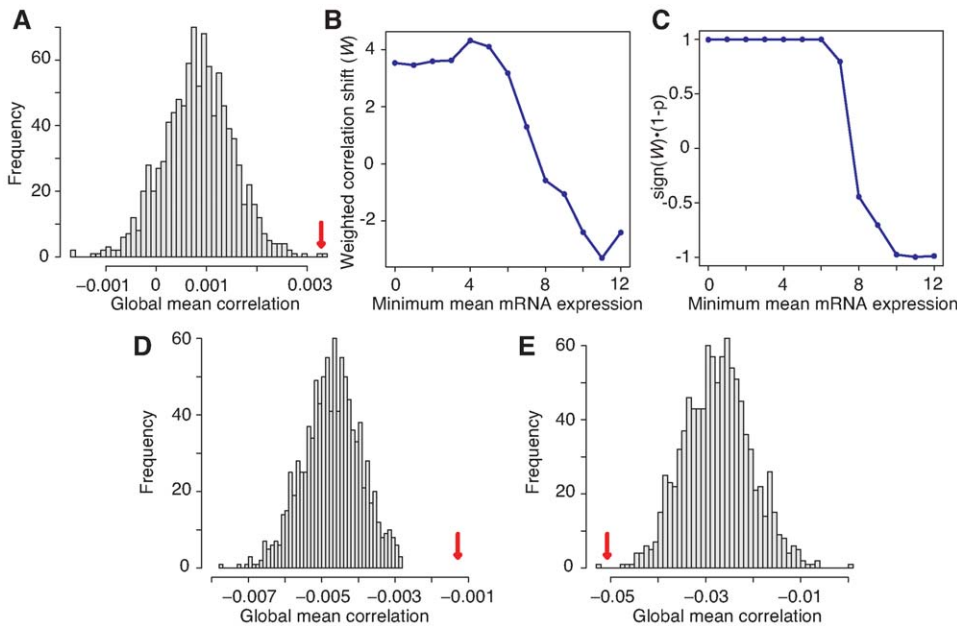 A
60
40
20
0
Frequency
−0.001
0
0.001
0.003
Global mean correlation
B
4
2
0
-2
Weighted correlation shift (W)
0
4
8
12
Minimum mean mRNA expression
C
1
0.5
0
-0.5
-1
sign(W)•(1-p)
0
4
8
12
Minimum mean mRNA expression
D
60
40
20
0
Frequency
−0.007
−0.005
−0.003
−0.001
Global mean correlation
E
60
40
20
0
Frequency
−0.05
−0.03
−0.01
Global mean correlation